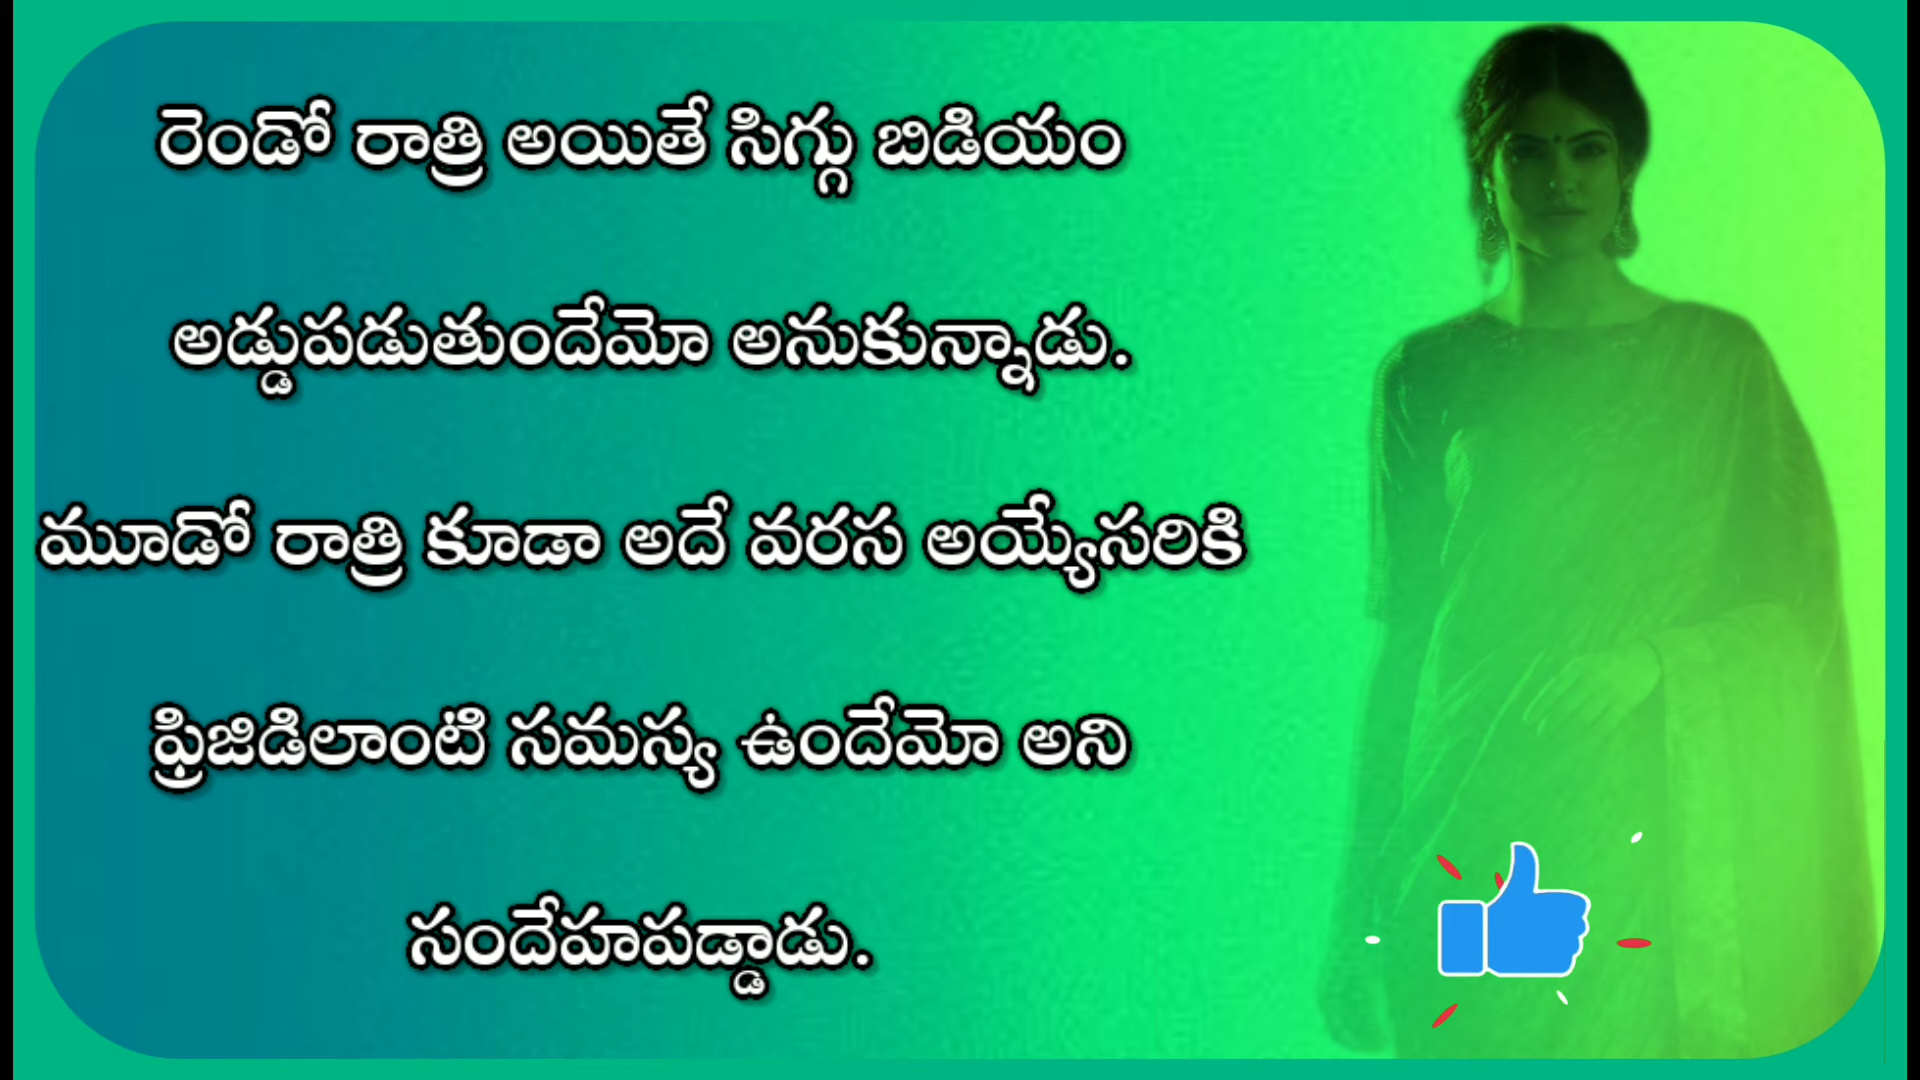 రెండో రాత్రి అయితే సిగ్గు బిడియం
అడ్డుపడుతుందేమో అనుకున్నాడు.
మూడో రాత్రి కూడా అదే వరస అయ్యేసరికి
ఫ్రిజిడిలాంటి సమస్య ఉందేమో అని
సందేహపడ్డాడు.